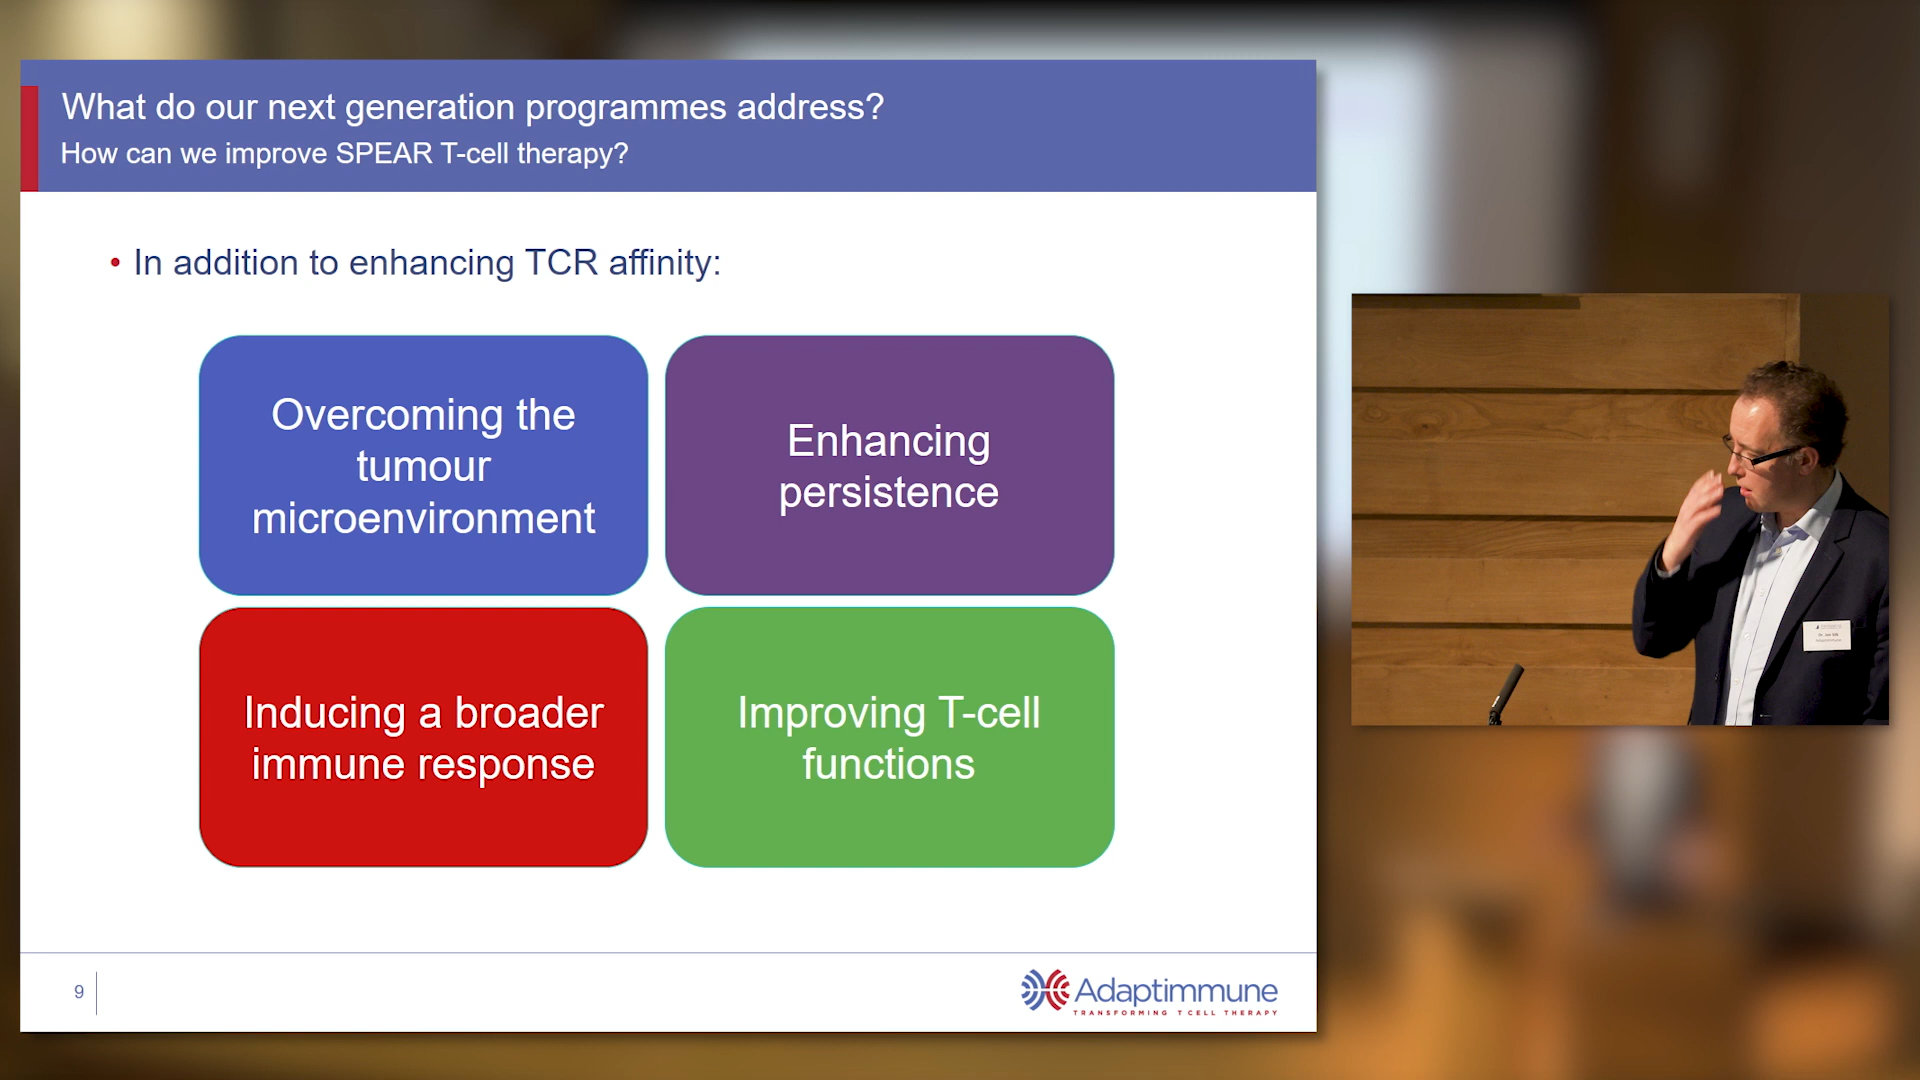 What do our next generation programmes address?
How can we improve SPEAR T-cell therapy?
• In addition to enhancing TCR affinity:
Overcoming the
tumour
microenvironment
Enhancing
persistence
Inducing a broader
immune response
Improving T-cell
functions
9
Adaptimmune
TRANSFORMING T CELL THERAPY